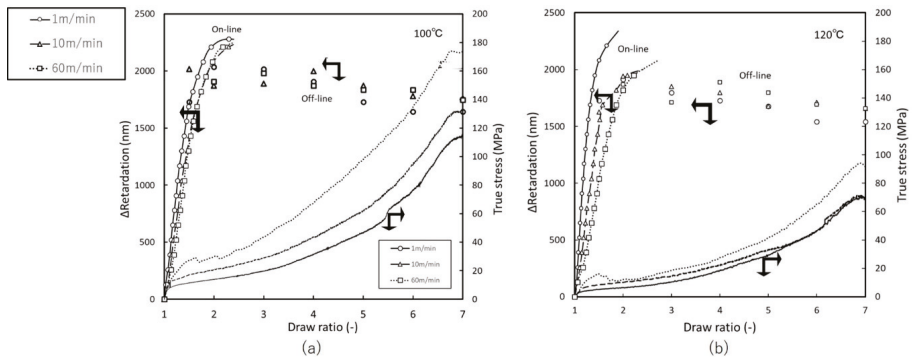 1m/min
10m/min
60m/min
ΔRetardation (nm)
2500
2000
1500
1000
500
0
On-line
100℃
Off-line
1m/min
10m/min
60m/min
200
180
160
140
120
100
80
60
40
20
0
True stress (MPa)
1 2 3 4 5 6 7
Draw ratio (-)
(a)
ΔRetardation (nm)
2500
2000
1500
1000
500
0
On-line
120℃
Off-line
200
180
160
140
120
100
80
60
40
20
0
True stress (MPa)
1 2 3 4 5 6 7
Draw ratio (-)
(b)